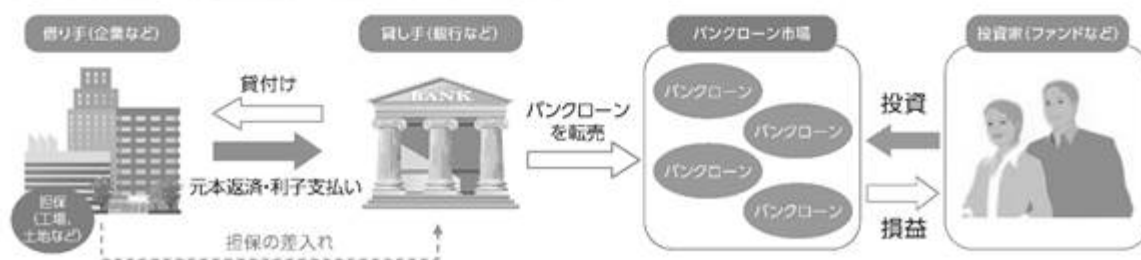 借り手(企業など)
貸し手(銀行など)
バンクローン市場
投資家(ファンドなど)
貸付け
元本返済・利子支払い
担保
(工場、
土地など)
担保の差入れ
BANK
バンクローン
を転売
バンクローン
バンクローン
バンクローン
バンクローン
投資
損益